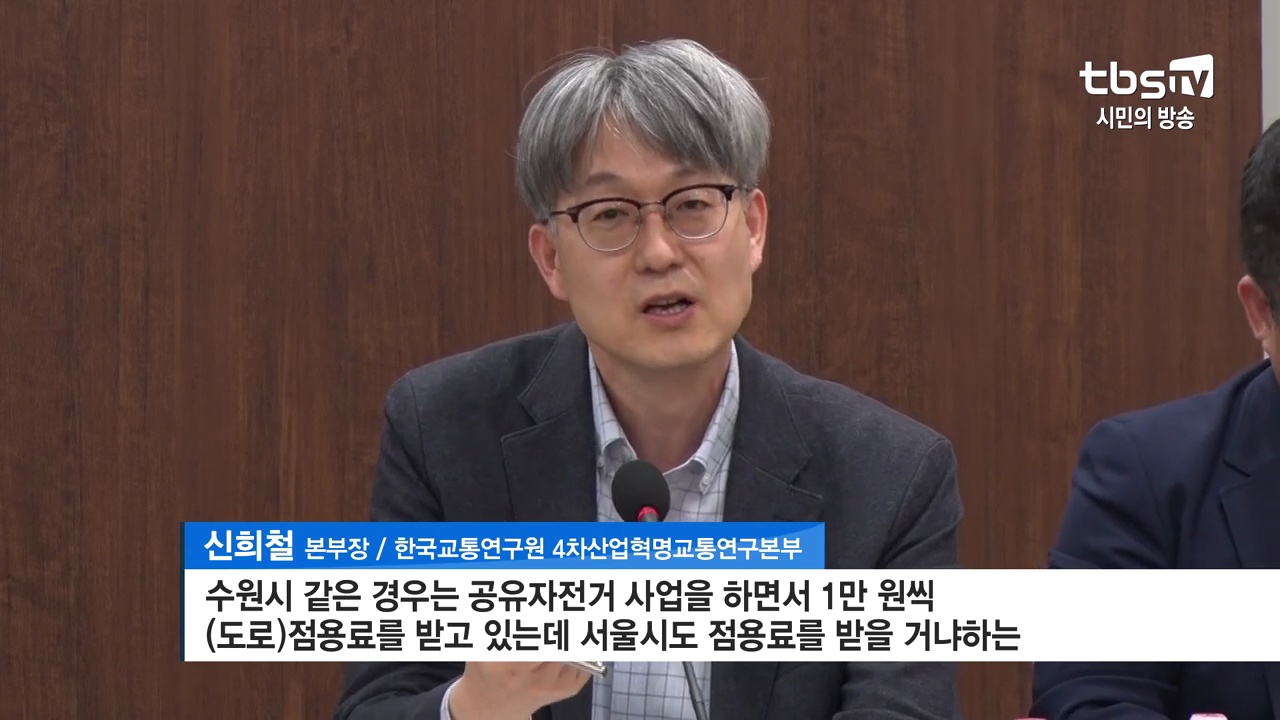 tbsTV
시민의 방송
신희철 본부장 / 한국교통연구원 4차산업혁명교통연구본부
수원시 같은 경우는 공유자전거 사업을 하면서 1만 원씩
(도로)점용료를 받고 있는데 서울시도 점용료를 받을 거냐하는